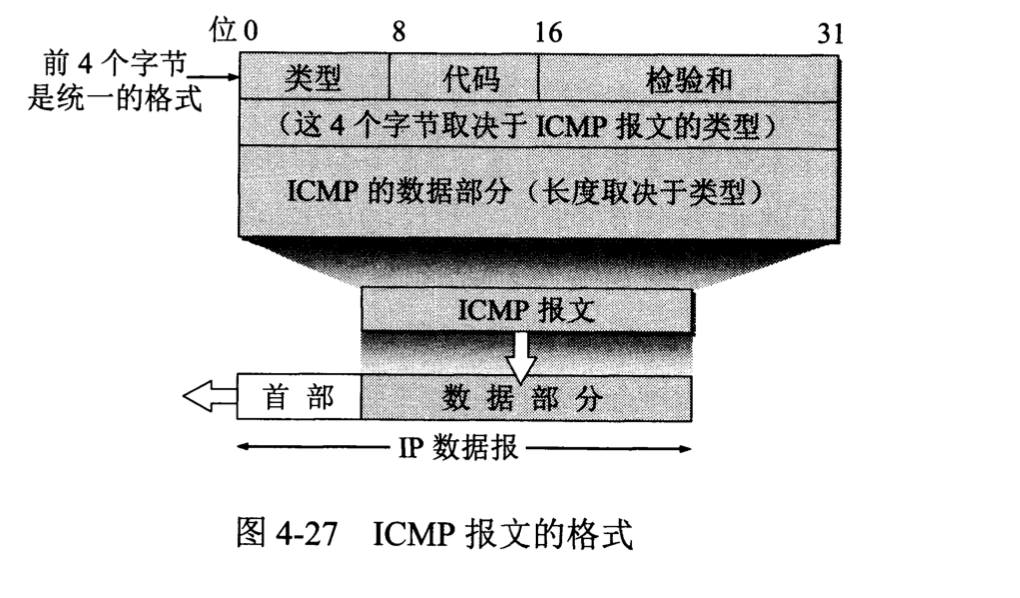 位 0 8 16 31
前 4 个字节
是统一的格式
类型 代码 检验和
（这 4 个字节取决于 ICMP 报文的类型）
ICMP 的数据部分（长度取决于类型）
ICMP 报文
首 部 数 据 部 分
IP 数据报
图 4-27 ICMP 报文的格式